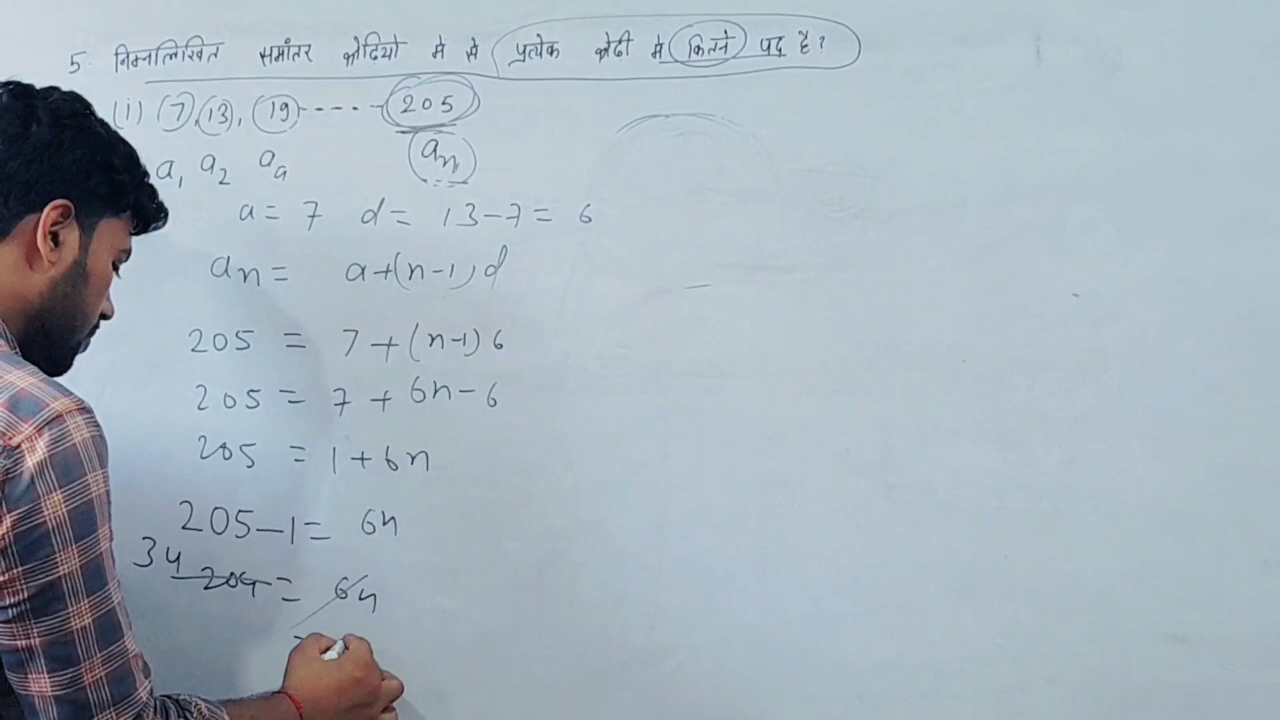 5. निम्नलिखित समांतर श्रेढ़ियो मे से प्रत्येक श्रेढी मे कितने पद है ?
(i) 7, 13, 19 ---- 205
a₁ a₂ aₐ aₙ
a = 7 d = 13-7 = 6
aₙ = a+(n-1)d
205 = 7+(n-1)6
205 = 7 + 6n-6
205 = 1+6n
205-1 = 6n
34 204 = 6n